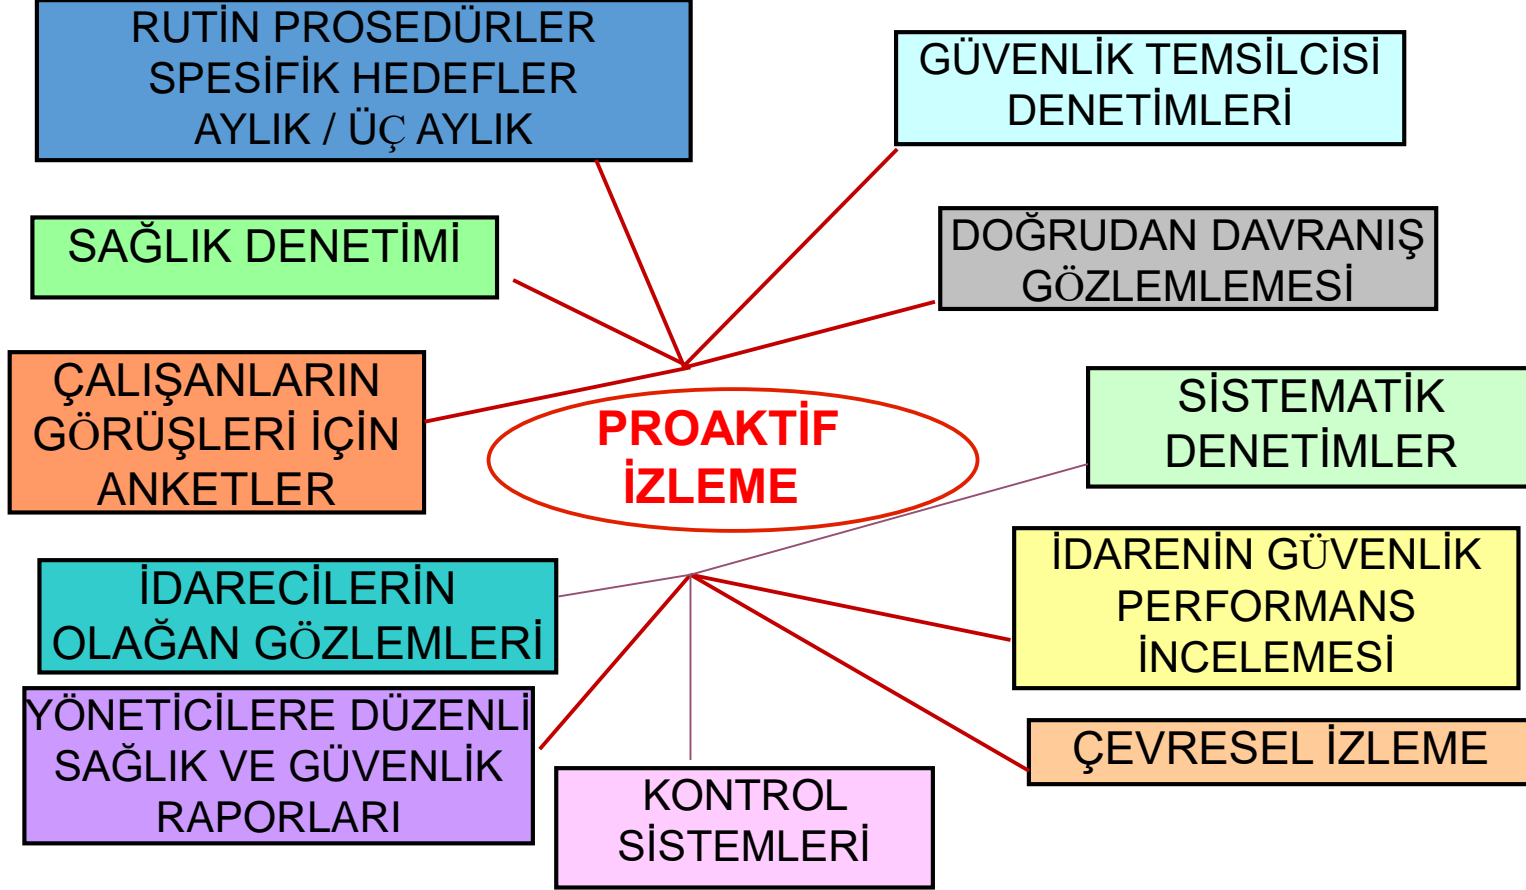 RUTİN PROSEDÜRLER
SPESİFİK HEDEFLER
AYLIK / ÜÇ AYLIK
GÜVENLİK TEMSİLCİSİ
DENETİMLERİ
SAĞLIK DENETİMİ
DOĞRUDAN DAVRANIŞ
GÖZLEMLEMESİ
ÇALIŞANLARIN
GÖRÜŞLERİ İÇİN
ANKETLER
PROAKTİF
İZLEME
SİSTEMATİK
DENETİMLER
İDARECİLERİN
OLAĞAN GÖZLEMLERİ
İDARENİN GÜVENLİK
PERFORMANS
İNCELEMESİ
YÖNETİCİLERE DÜZENLİ
SAĞLIK VE GÜVENLİK
RAPORLARI
KONTROL
SİSTEMLERİ
ÇEVRESEL İZLEME